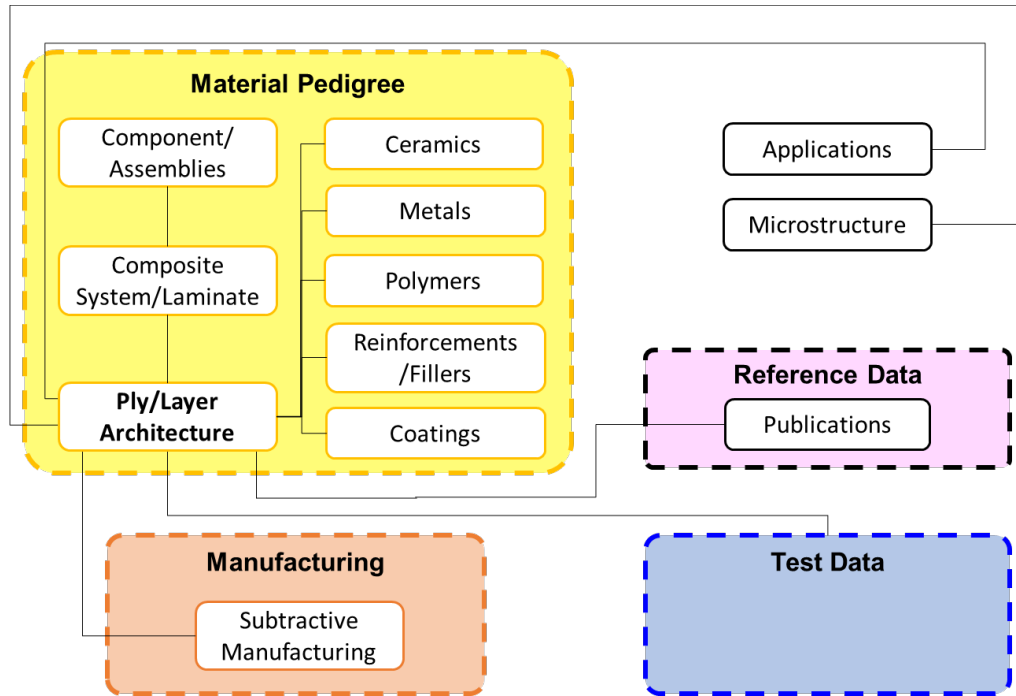 Material Pedigree
Component/
Assemblies
Composite
System/Laminate
Ply/Layer
Architecture
Ceramics
Metals
Polymers
Reinforcements
/Fillers
Coatings
Applications
Microstructure
Reference Data
Publications
Manufacturing
Subtractive
Manufacturing
Test Data